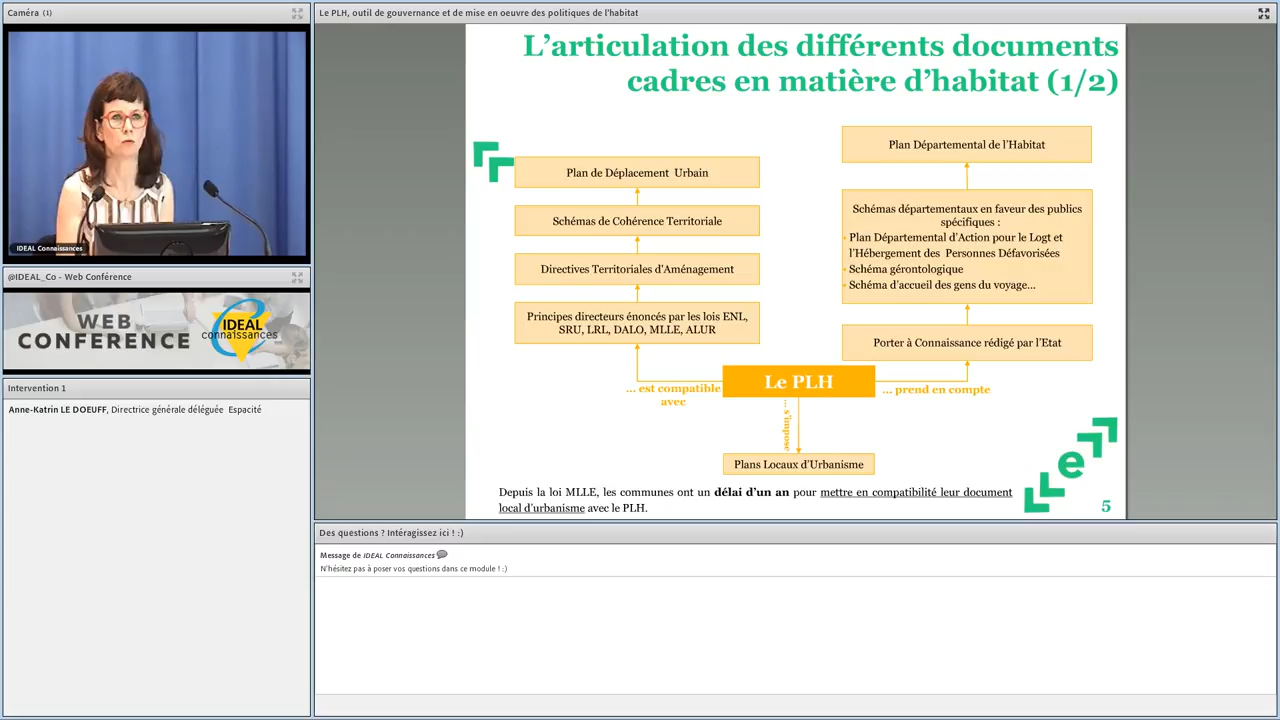 Caméra (1)
IDEAL Connaissances
@IDEAL_Co - Web Conférence
WEB
CONFERENCE
IDEAL
connaissances
Intervention 1
Anne-Katrin LE DOEUFF, Directrice générale déléguée Espacité
Le PLH, outil de gouvernance et de mise en oeuvre des politiques de l'habitat
L'articulation des différents documents
cadres en matière d'habitat (1/2)
Plan de Déplacement Urbain
Schémas de Cohérence Territoriale
Directives Territoriales d'Aménagement
Principes directeurs énoncés par les lois ENL,
SRU, LRL, DALO, MLLE, ALUR
Plan Départemental de l'Habitat
Schémas départementaux en faveur des publics
spécifiques :
Plan Départemental d'Action pour le Logt et
l'Hébergement des Personnes Défavorisées
Schéma gérontologique
Schéma d'accueil des gens du voyage...
Porter à Connaissance rédigé par l'Etat
Le PLH
... est compatible
avec
... prend en compte
... s'impose
Plans Locaux d'Urbanisme
Depuis la loi MLLE, les communes ont un délai d'un an pour mettre en compatibilité leur document
local d'urbanisme avec le PLH.
e
5
Des questions ? Intéragissez ici ! :)
Message de IDEAL Connaissances
N'hésitez pas à poser vos questions dans ce module ! :)